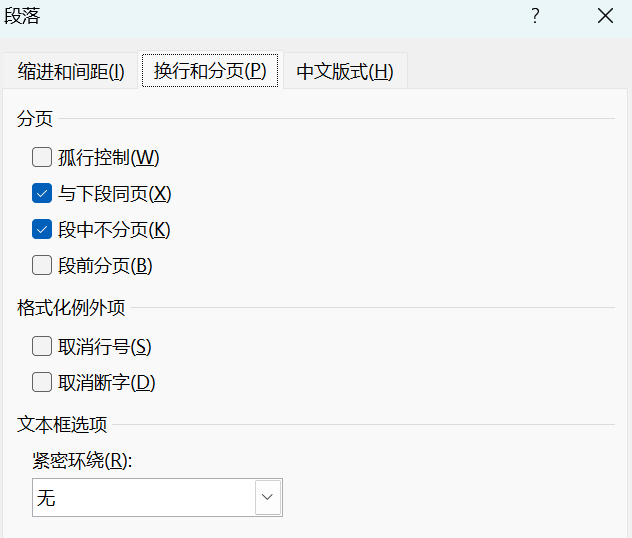 段落
缩进和间距(I) 换行和分页(P) 中文版式(H)
分页
孤行控制(W)
与下段同页(X)
段中不分页(K)
段前分页(B)
格式化例外项
取消行号(S)
取消断字(D)
文本框选项
紧密环绕(R):
无